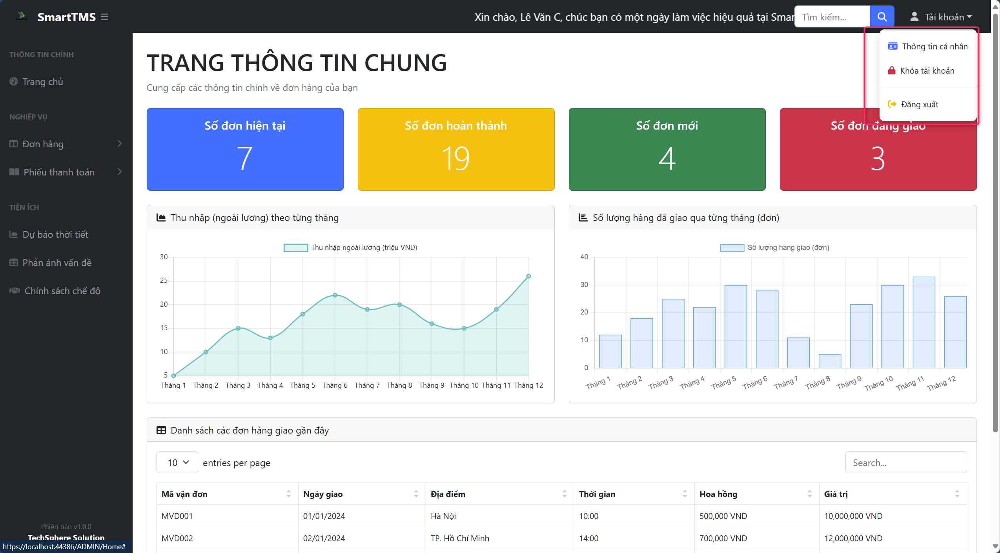 SmartTMS
Xin chào, Lê Văn C, chúc bạn có một ngày làm việc hiệu quả tại Smar
Tìm kiếm...
Tài khoản
Thông tin cá nhân
Khóa tài khoản
Đăng xuất
THÔNG TIN CHÍNH
Trang chủ
NGHIỆP VỤ
Đơn hàng
Phiếu thanh toán
TIỆN ÍCH
Dự báo thời tiết
Phản ánh vấn đề
Chính sách chế độ
Phiên bản v1.0.0
TechSphere Solution
https://localhost:44386/ADMIN/Home#
TRANG THÔNG TIN CHUNG
Cung cấp các thông tin chính về đơn hàng của bạn
Số đơn hiện tại
7
Số đơn hoàn thành
19
Số đơn mới
4
Số đơn đang giao
3
Thu nhập (ngoài lương) theo từng tháng
Thu nhập ngoài lương (triệu VND)
30
25
20
15
10
5
Tháng 1 Tháng 2 Tháng 3 Tháng 4 Tháng 5 Tháng 6 Tháng 7 Tháng 8 Tháng 9 Tháng 10 Tháng 11 Tháng 12
Số lượng hàng đã giao qua từng tháng (đơn)
Số lượng hàng giao (đơn)
40
30
20
10
0
Tháng 1 Tháng 2 Tháng 3 Tháng 4 Tháng 5 Tháng 6 Tháng 7 Tháng 8 Tháng 9 Tháng 10 Tháng 11 Tháng 12
Danh sách các đơn hàng giao gần đây
10 entries per page
Search...
Mã vận đơn Ngày giao Địa điểm Thời gian Hoa hồng Giá trị
MVD001 01/01/2024 Hà Nội 10:00 500,000 VND 10,000,000 VND
MVD002 02/01/2024 TP. Hồ Chí Minh 14:00 700,000 VND 12,000,000 VND